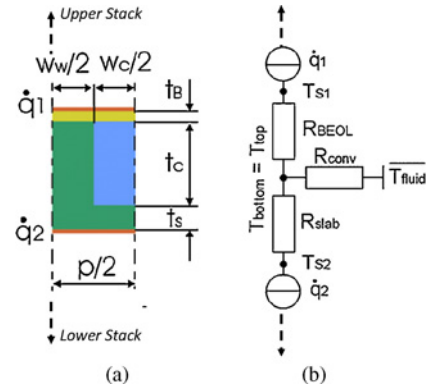 Upper Stack
Ww/2
Wc/2
q̇1
tB
tc
ts
q̇2
p/2
Lower Stack
(a)
q̇1
TS1
RBEOL
Rconv
Tbottom = Ttop
T̅fluid
Rslab
TS2
q̇2
(b)